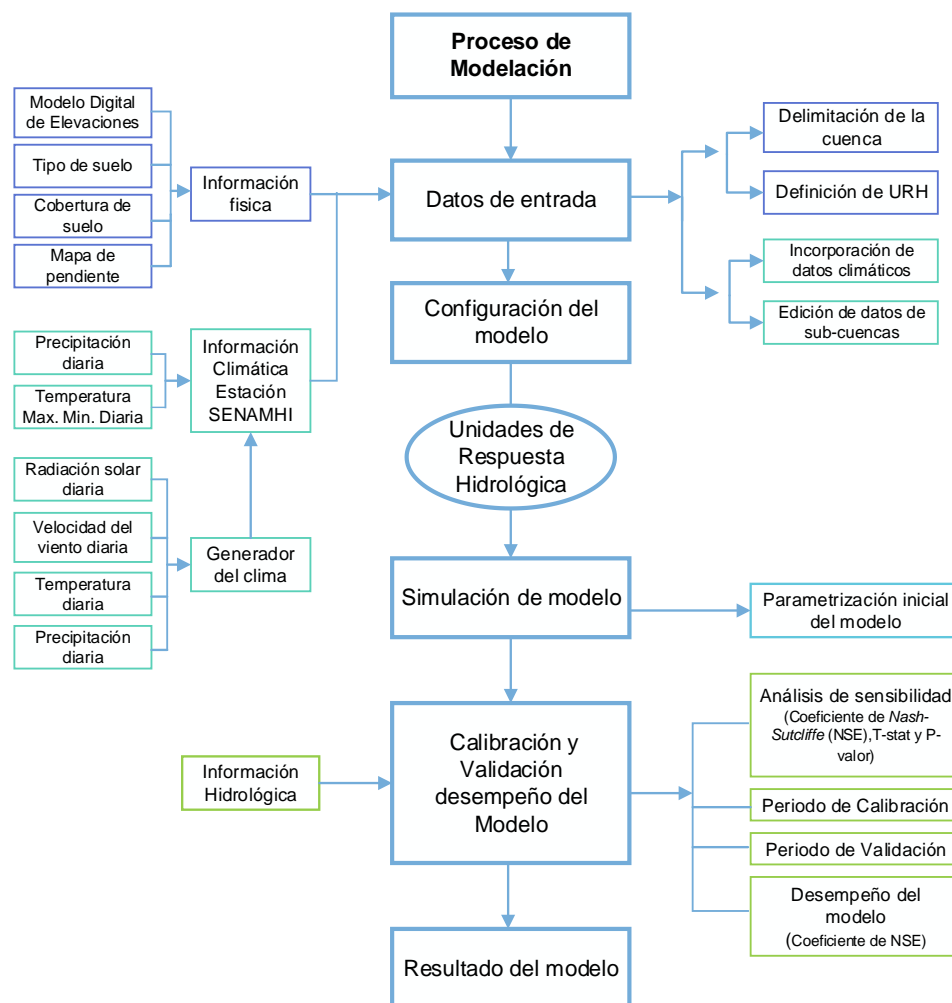 Proceso de
Modelación
Modelo Digital
de Elevaciones
Tipo de suelo
Cobertura de
suelo
Mapa de
pendiente
Información
fisica
Datos de entrada
Delimitación de la
cuenca
Definición de URH
Incorporación de
datos climáticos
Edición de datos de
sub-cuencas
Configuración del
modelo
Precipitación
diaria
Temperatura
Max. Min. Diaria
Información
Climática
Estación
SENAMHI
Unidades de
Respuesta
Hidrológica
Radiación solar
diaria
Velocidad del
viento diaria
Temperatura
diaria
Precipitación
diaria
Generador
del clima
Simulación de modelo
Parametrización inicial
del modelo
Información
Hidrológica
Calibración y
Validación
desempeño del
Modelo
Análisis de sensibilidad
(Coeficiente de Nash-
Sutcliffe (NSE),T-stat y P-
valor)
Periodo de Calibración
Periodo de Validación
Desempeño del
modelo
(Coeficiente de NSE)
Resultado del modelo